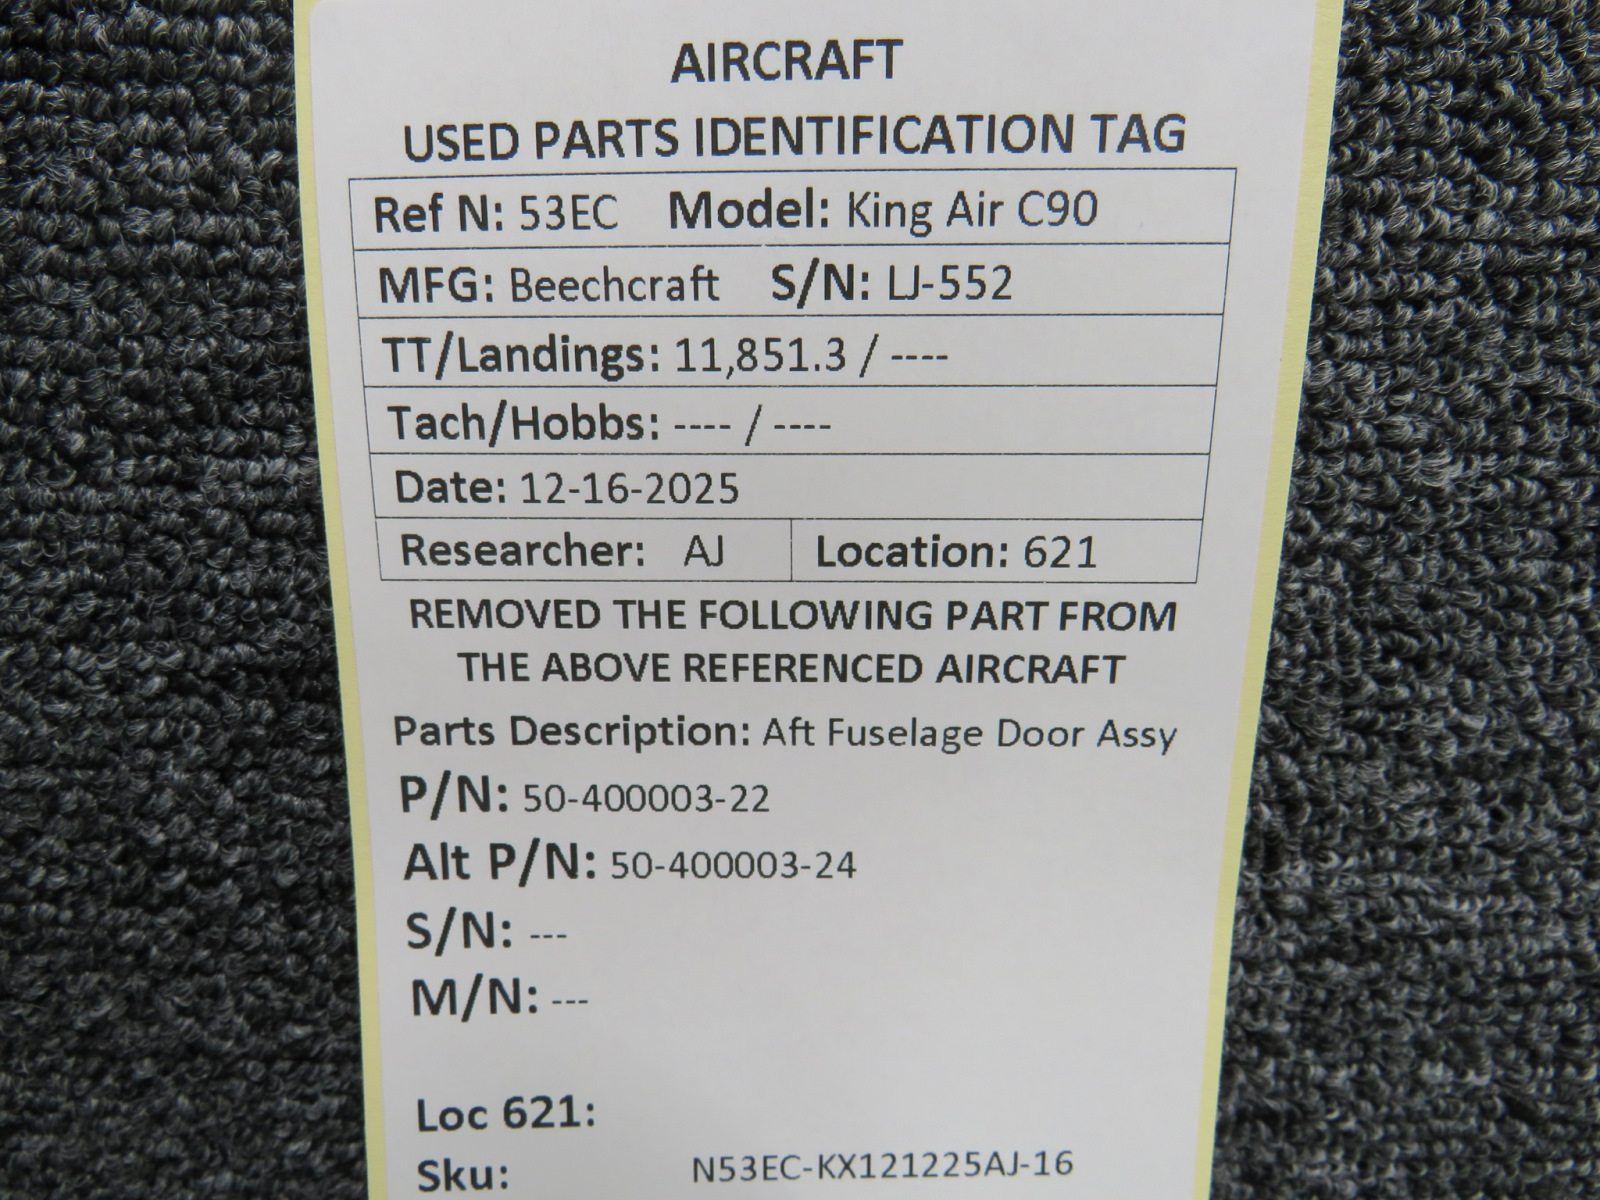 AIRCRAFT
USED PARTS IDENTIFICATION TAG
Ref N: 53EC Model: King Air C90
MFG: Beechcraft S/N: LJ-552
TT/Landings: 11,851.3 / ----
Tach/Hobbs: ---- / ----
Date: 12-16-2025
Researcher: AJ Location: 621
REMOVED THE FOLLOWING PART FROM
THE ABOVE REFERENCED AIRCRAFT
Parts Description: Aft Fuselage Door Assy
P/N: 50-400003-22
Alt P/N: 50-400003-24
S/N: ---
M/N: ---
Loc 621:
Sku: N53EC-KX121225AJ-16